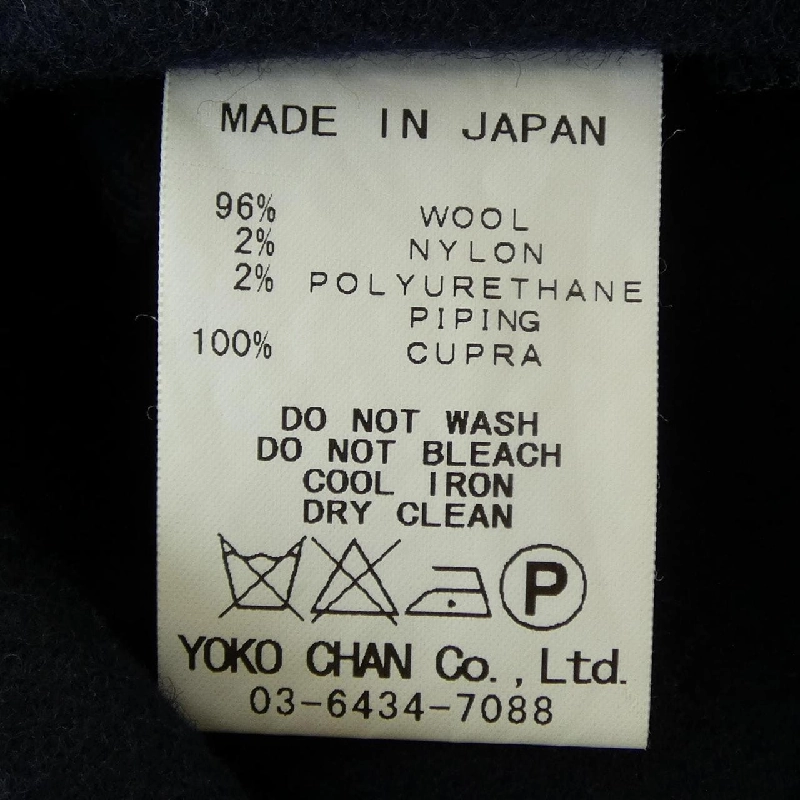 MADE IN JAPAN
96% WOOL
2% NYLON
2% POLYURETHANE
PIPING
100% CUPRA
DO NOT WASH
DO NOT BLEACH
COOL IRON
DRY CLEAN
P
YOKO CHAN Co., Ltd.
03-6434-7088